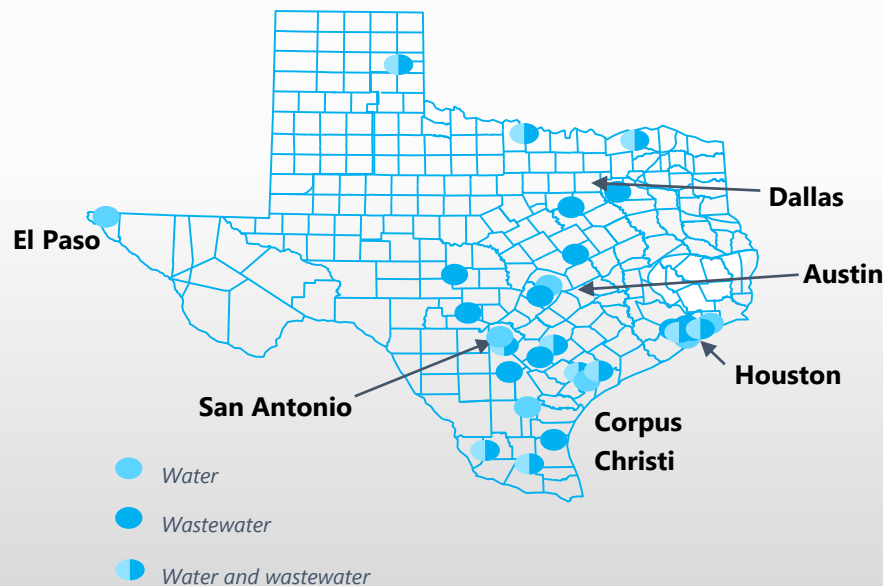 Dallas
El Paso
Austin
Houston
San Antonio
Corpus
Christi
Water
Wastewater
Water and wastewater